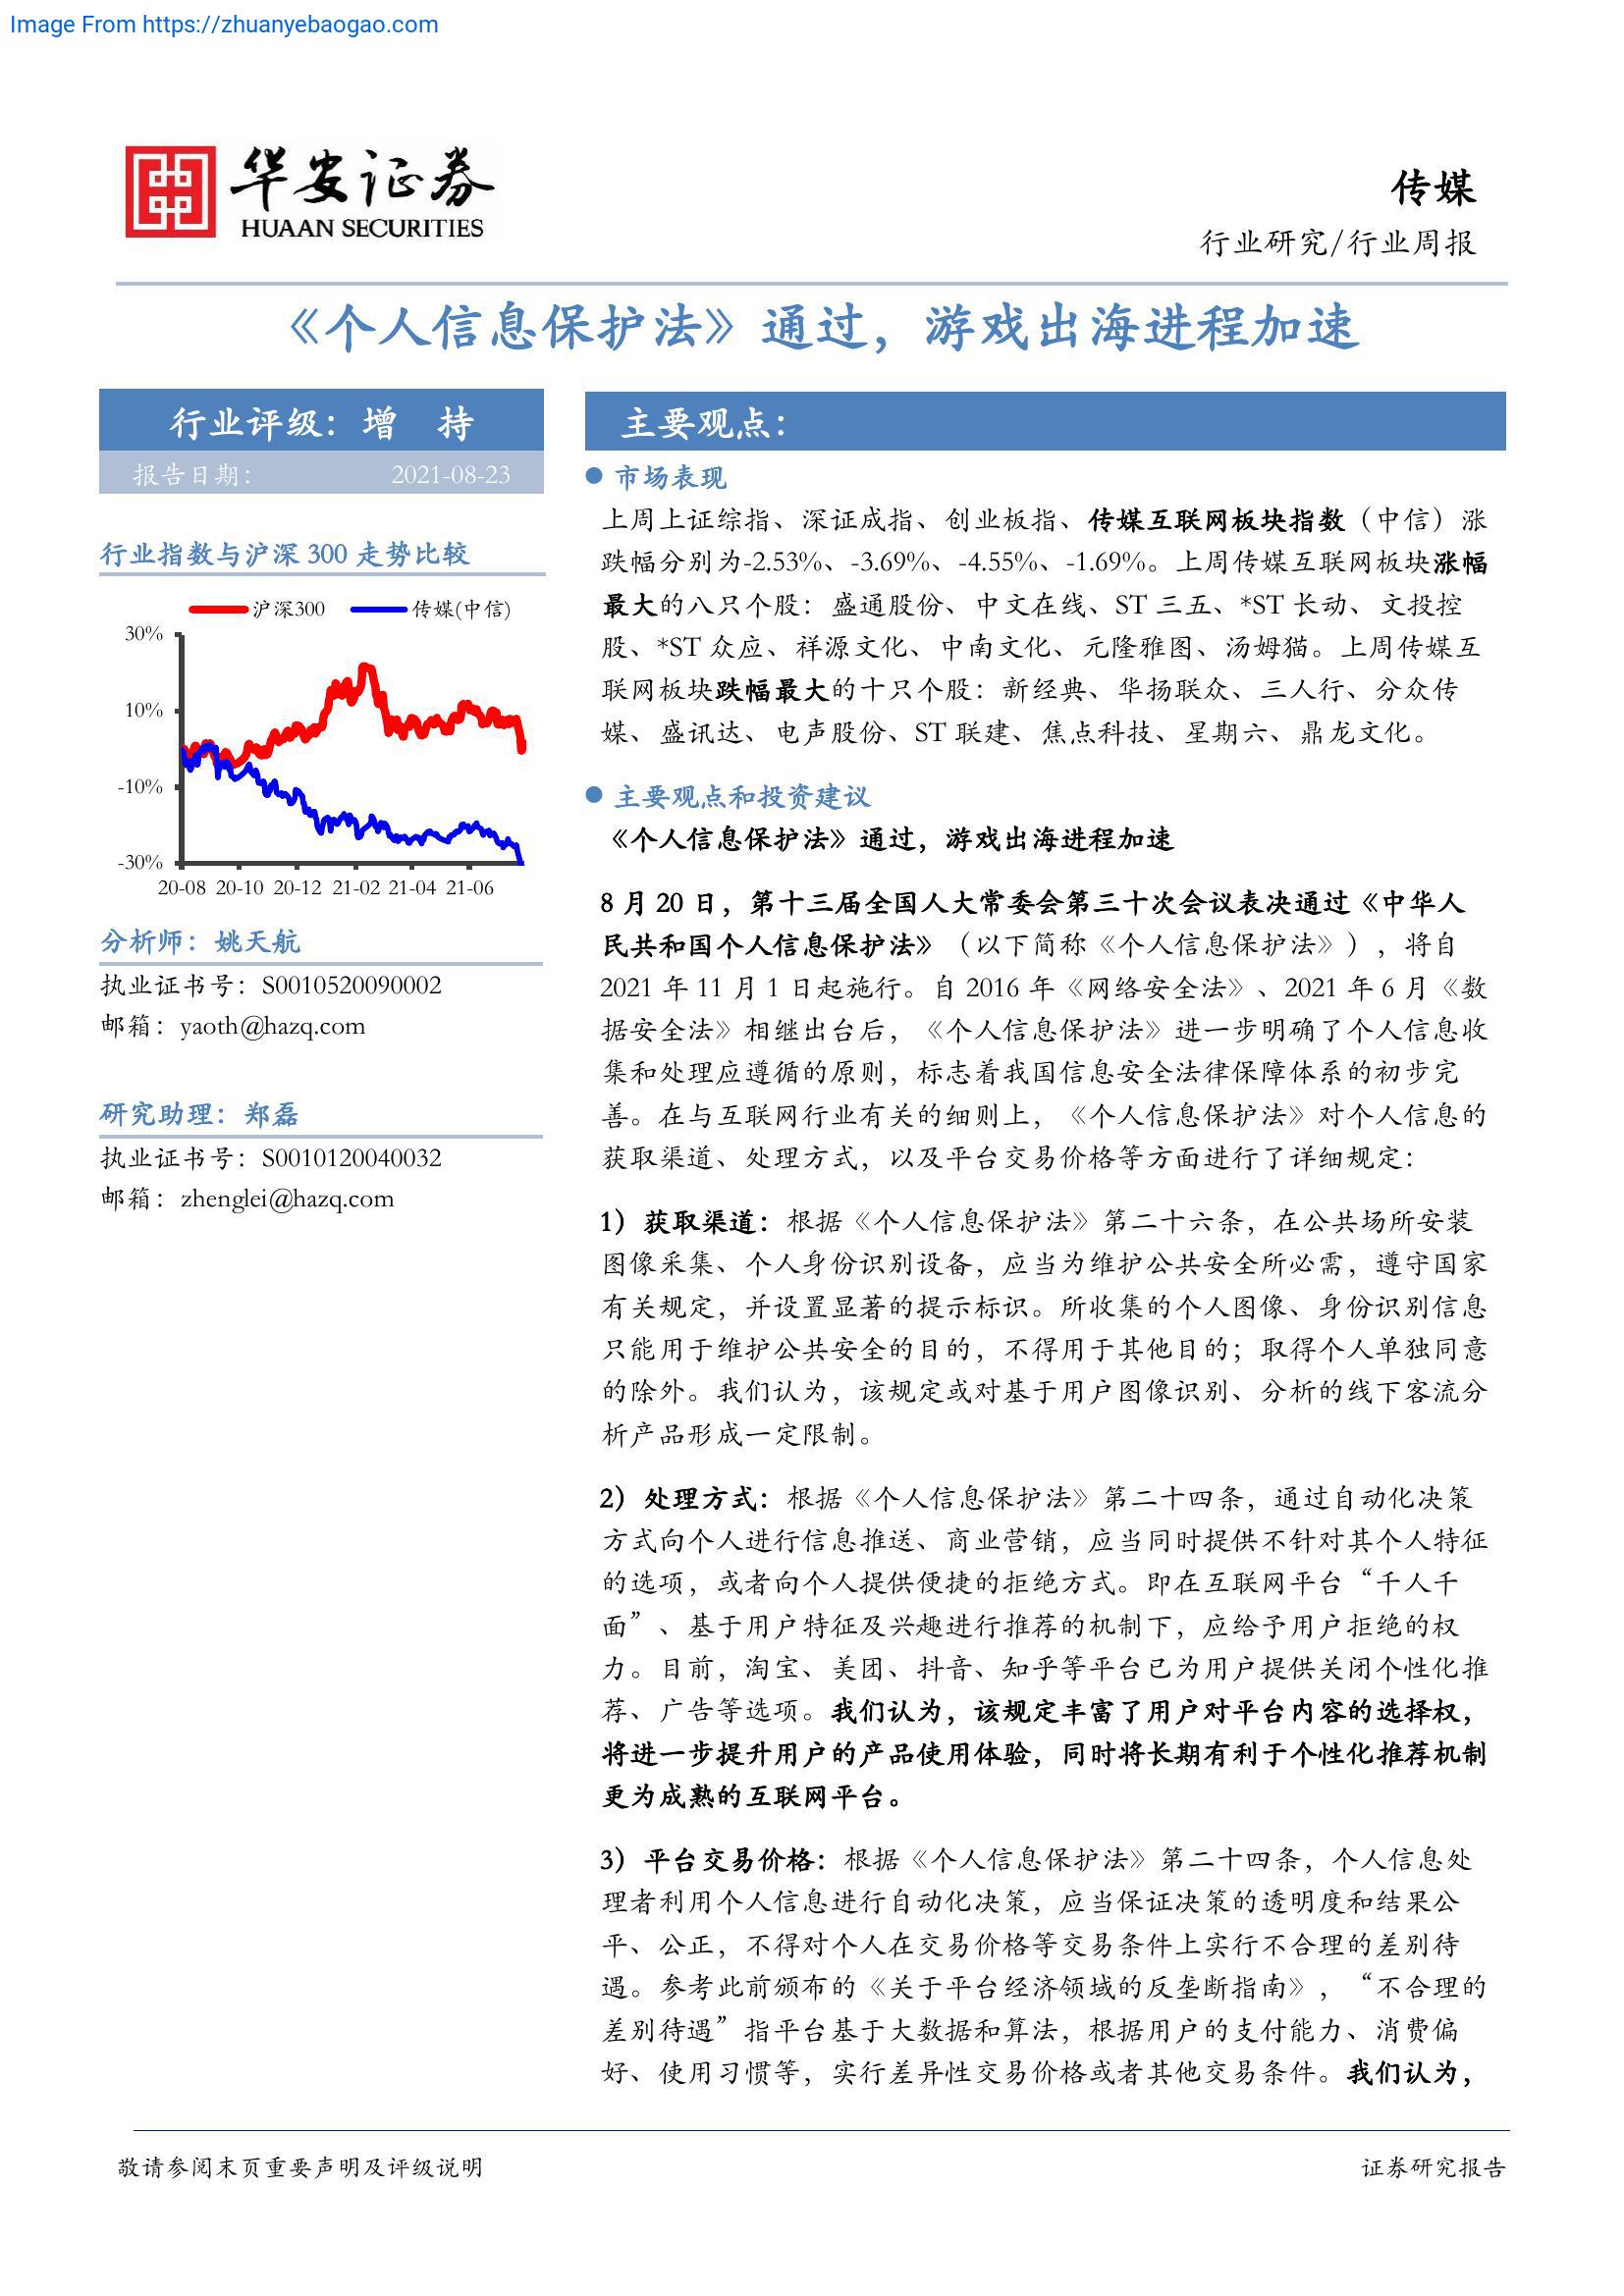 Image From https://zhuanyebaogao.com
华安证券
HUAAN SECURITIES
传媒
行业研究/行业周报
《个人信息保护法》通过，游戏出海进程加速
行业评级：增 持
报告日期： 2021-08-23
行业指数与沪深 300 走势比较
沪深300 传媒(中信)
30%
10%
-10%
-30%
20-08 20-10 20-12 21-02 21-04 21-06
分析师：姚天航
执业证书号：S0010520090002
邮箱：yaoth@hazq.com
研究助理：郑磊
执业证书号：S0010120040032
邮箱：zhenglei@hazq.com
主要观点：
市场表现
上周上证综指、深证成指、创业板指、传媒互联网板块指数（中信）涨
跌幅分别为-2.53%、-3.69%、-4.55%、-1.69%。上周传媒互联网板块涨幅
最大的八只个股：盛通股份、中文在线、ST 三五、*ST 长动、文投控
股、*ST 众应、祥源文化、中南文化、元隆雅图、汤姆猫。上周传媒互
联网板块跌幅最大的十只个股：新经典、华扬联众、三人行、分众传
媒、盛讯达、电声股份、ST 联建、焦点科技、星期六、鼎龙文化。
主要观点和投资建议
《个人信息保护法》通过，游戏出海进程加速
8 月 20 日，第十三届全国人大常委会第三十次会议表决通过《中华人
民共和国个人信息保护法》（以下简称《个人信息保护法》），将自
2021 年 11 月 1 日起施行。自 2016 年《网络安全法》、2021 年 6 月《数
据安全法》相继出台后，《个人信息保护法》进一步明确了个人信息收
集和处理应遵循的原则，标志着我国信息安全法律保障体系的初步完
善。在与互联网行业有关的细则上，《个人信息保护法》对个人信息的
获取渠道、处理方式，以及平台交易价格等方面进行了详细规定：
1）获取渠道：根据《个人信息保护法》第二十六条，在公共场所安装
图像采集、个人身份识别设备，应当为维护公共安全所必需，遵守国家
有关规定，并设置显著的提示标识。所收集的个人图像、身份识别信息
只能用于维护公共安全的目的，不得用于其他目的；取得个人单独同意
的除外。我们认为，该规定或对基于用户图像识别、分析的线下客流分
析产品形成一定限制。
2）处理方式：根据《个人信息保护法》第二十四条，通过自动化决策
方式向个人进行信息推送、商业营销，应当同时提供不针对其个人特征
的选项，或者向个人提供便捷的拒绝方式。即在互联网平台“千人千
面”、基于用户特征及兴趣进行推荐的机制下，应给予用户拒绝的权
力。目前，淘宝、美团、抖音、知乎等平台已为用户提供关闭个性化推
荐、广告等选项。我们认为，该规定丰富了用户对平台内容的选择权，
将进一步提升用户的产品使用体验，同时将长期有利于个性化推荐机制
更为成熟的互联网平台。
3）平台交易价格：根据《个人信息保护法》第二十四条，个人信息处
理者利用个人信息进行自动化决策，应当保证决策的透明度和结果公
平、公正，不得对个人在交易价格等交易条件上实行不合理的差别待
遇。参考此前颁布的《关于平台经济领域的反垄断指南》，“不合理的
差别待遇”指平台基于大数据和算法，根据用户的支付能力、消费偏
好、使用习惯等，实行差异性交易价格或者其他交易条件。我们认为，
敬请参阅末页重要声明及评级说明
证券研究报告